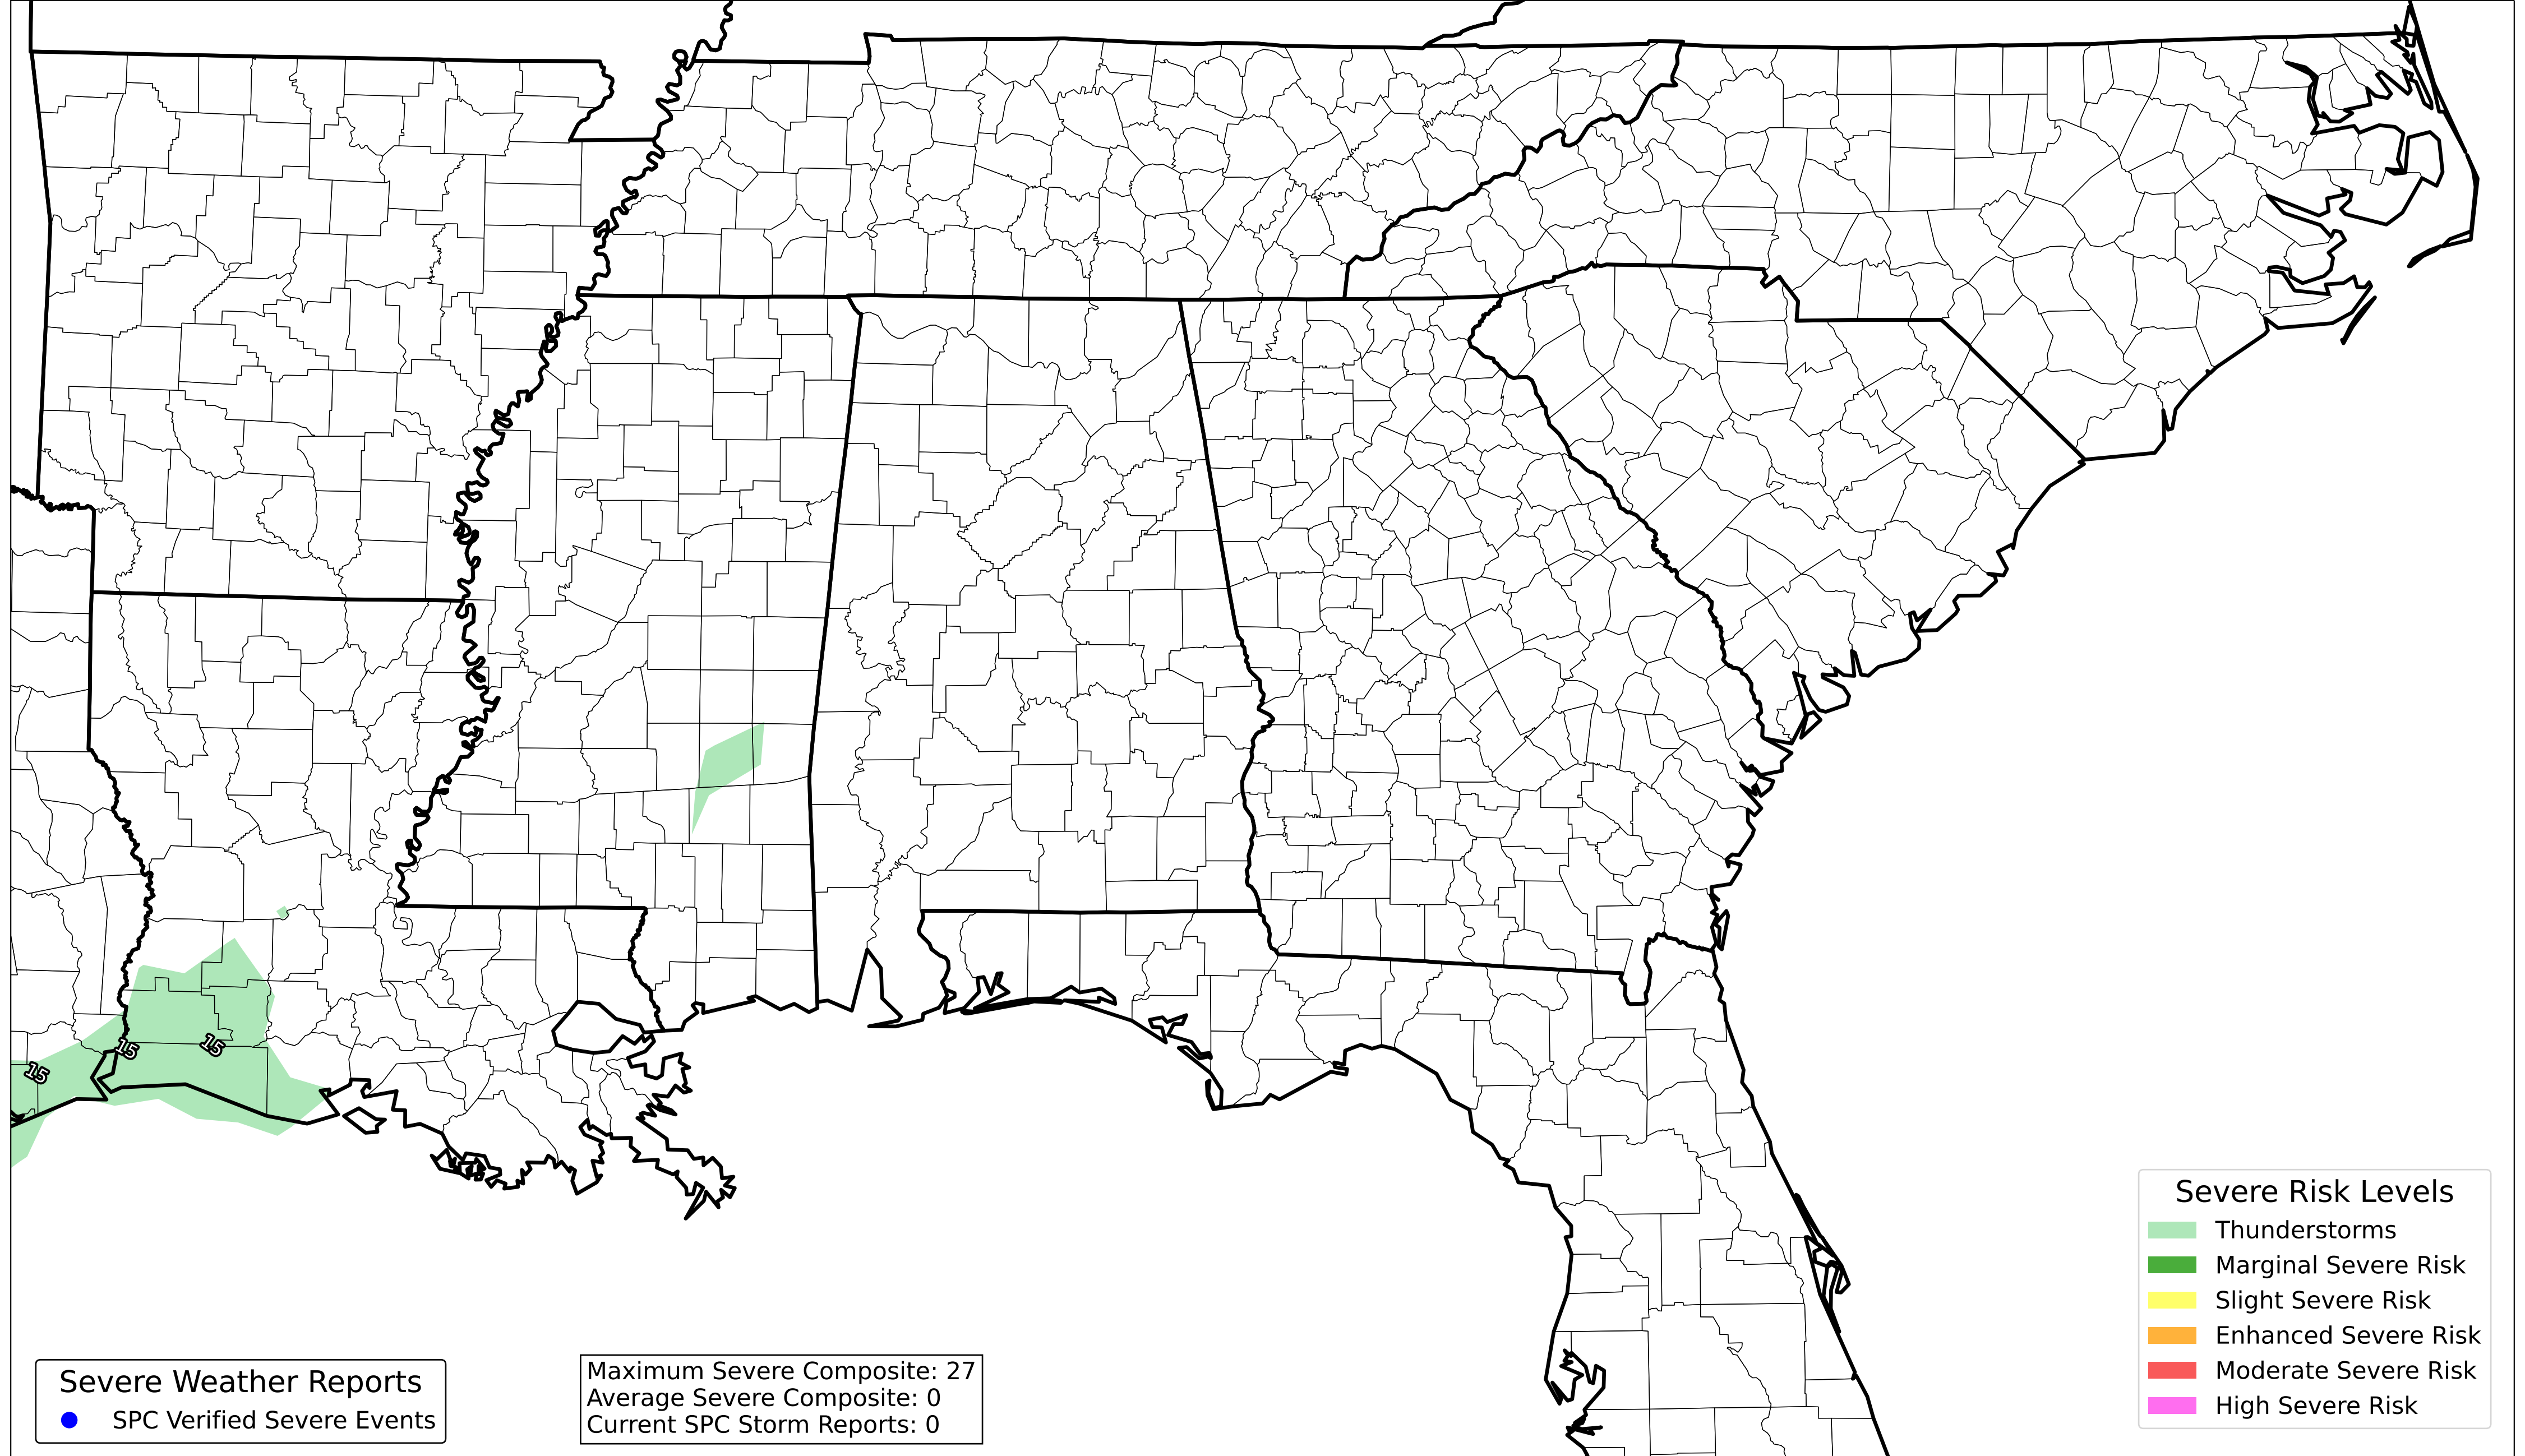 15
15
15
Severe Risk Levels
Thunderstorms
Marginal Severe Risk
Slight Severe Risk
Enhanced Severe Risk
Moderate Severe Risk
High Severe Risk
Severe Weather Reports
SPC Verified Severe Events
Maximum Severe Composite: 27
Average Severe Composite: 0
Current SPC Storm Reports: 0